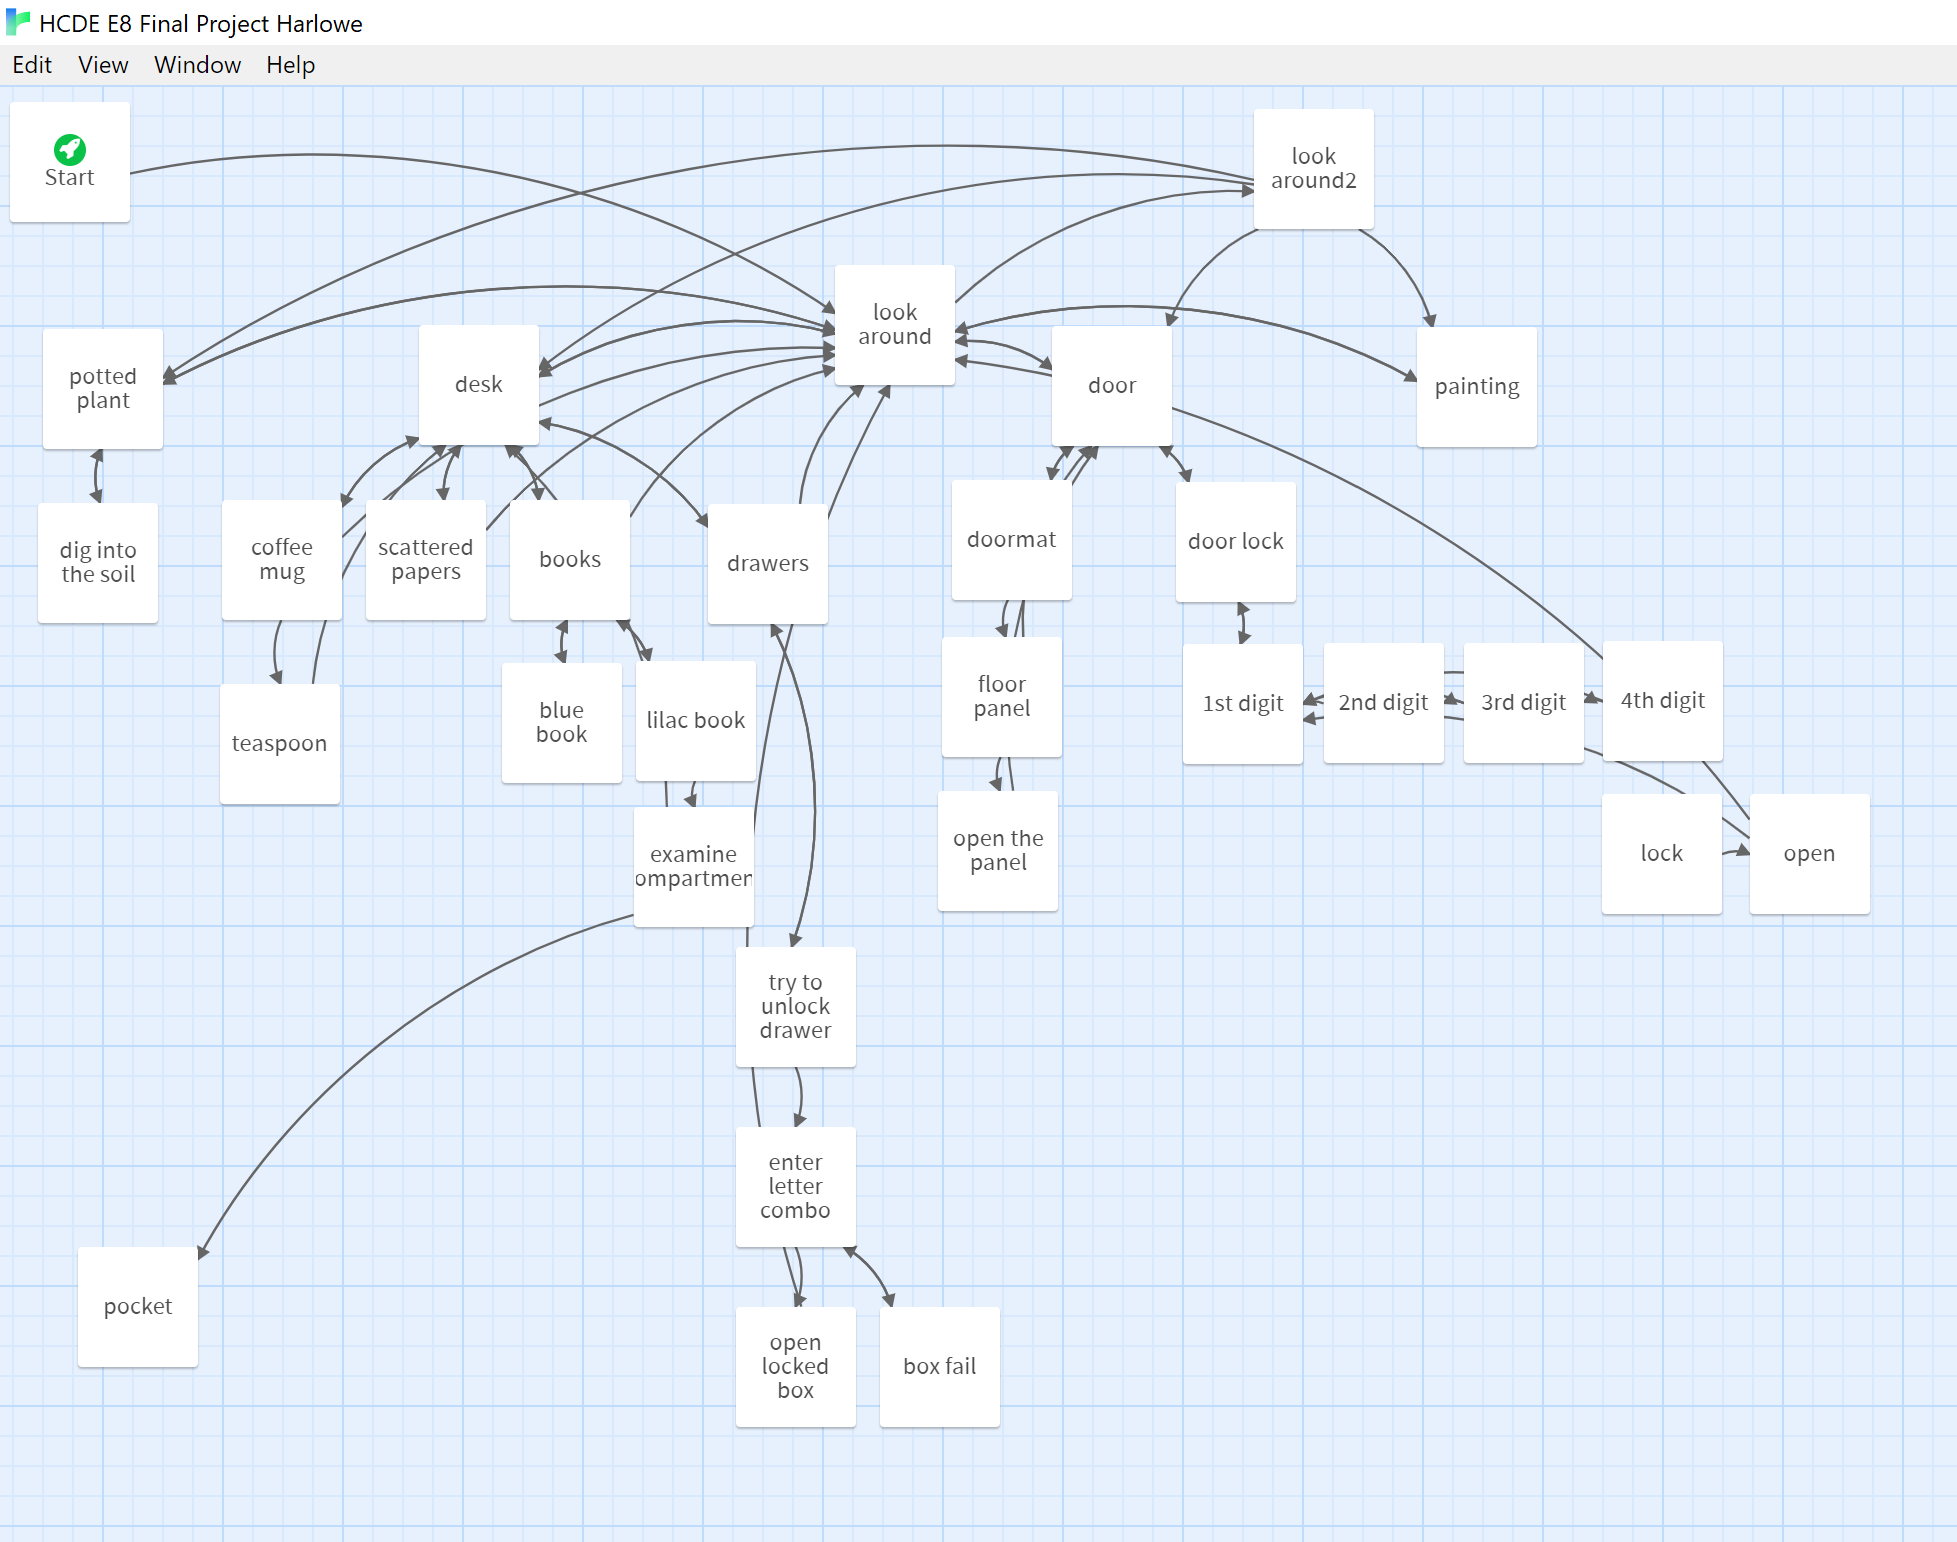 HCDE E8 Final Project Harlowe
Edit View Window Help
Start
look
around2
look
around
potted
plant
desk
door
painting
dig into
the soil
coffee
mug
scattered
papers
books
drawers
doormat
door lock
teaspoon
blue
book
lilac book
floor
panel
1st digit
2nd digit
3rd digit
4th digit
examine
ompartmen
open the
panel
lock
open
try to
unlock
drawer
enter
letter
combo
pocket
open
locked
box
box fail